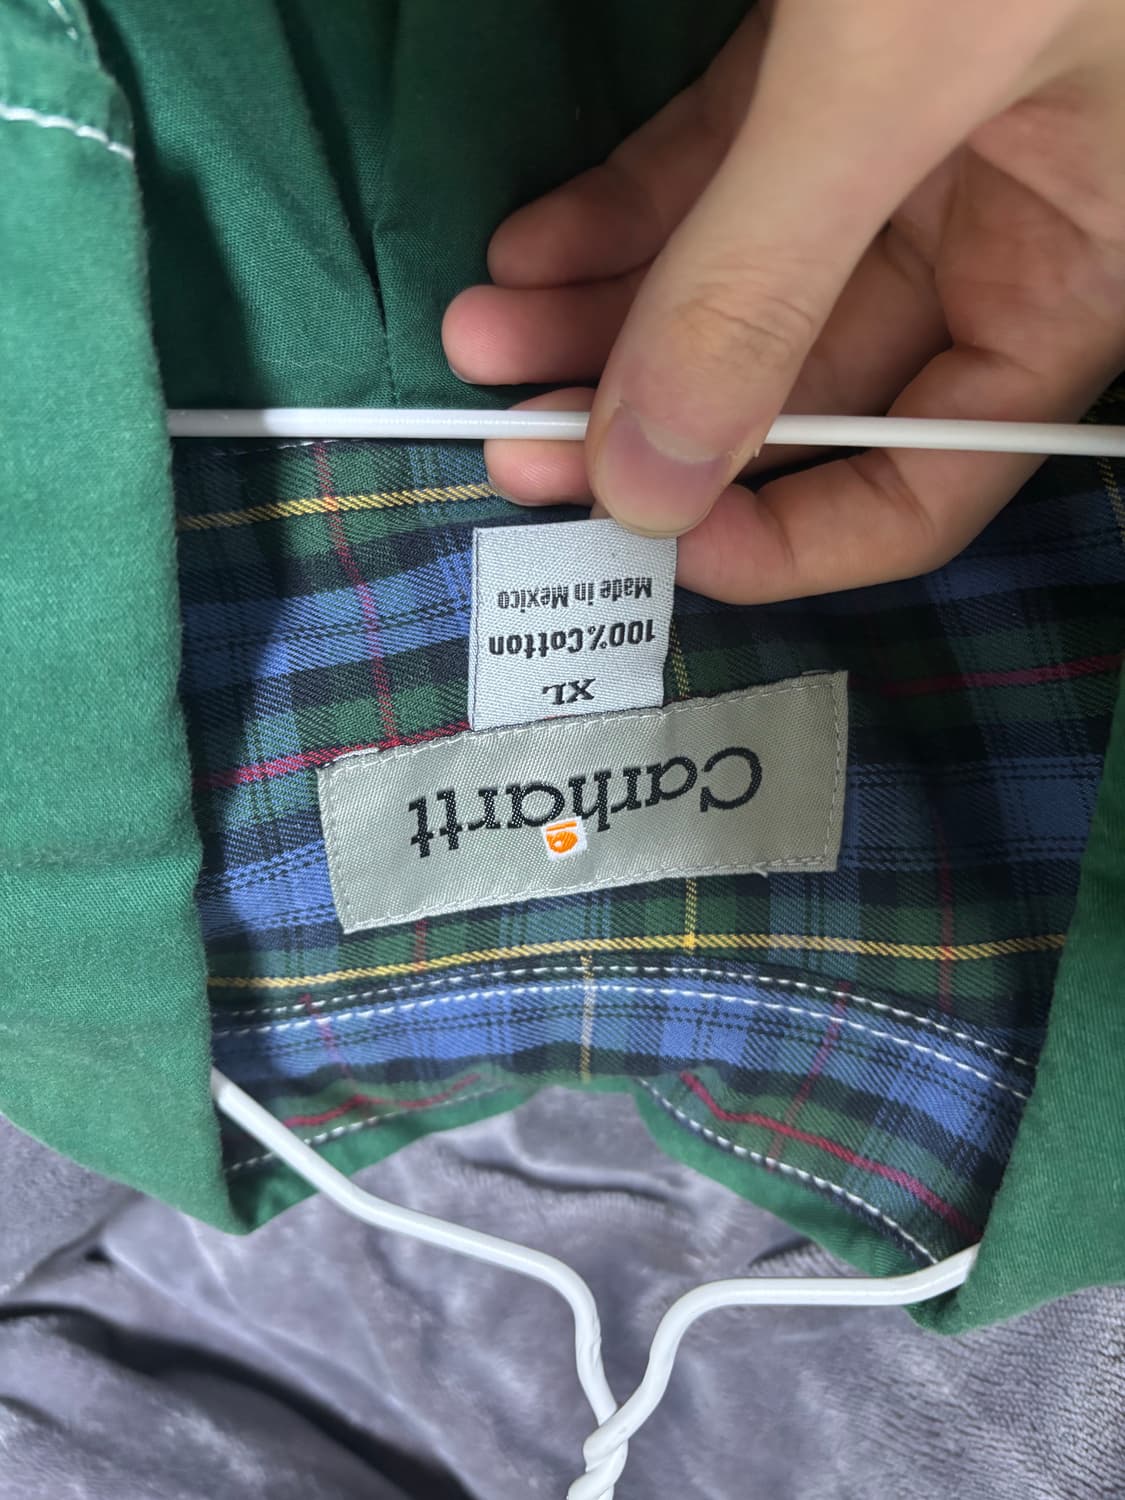 Carhartt
XL
100% Cotton
Made in Mexico